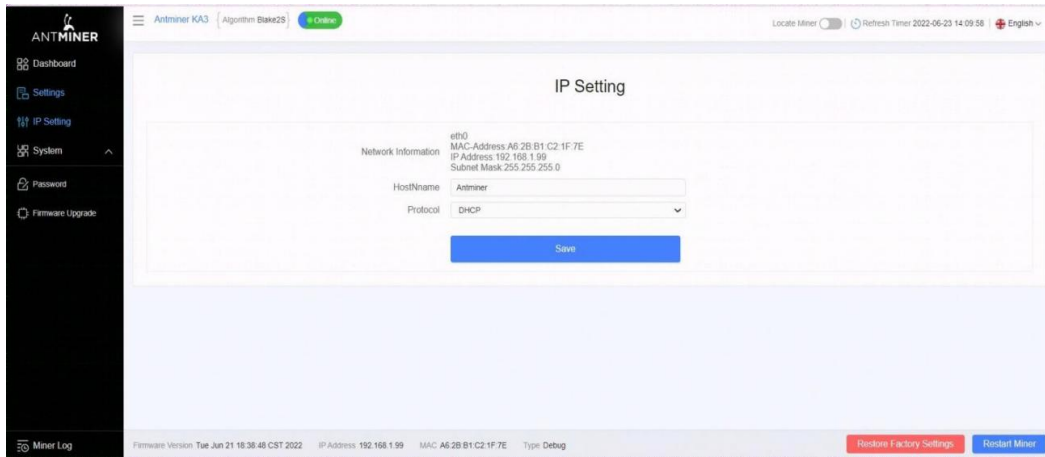 ANTMINER
Antminer KA3 { Algorithm Blake2S } Online
Locate Miner Refresh Timer 2022-06-23 14:09:58 English
Dashboard
Settings
IP Setting
System
Password
Firmware Upgrade
Miner Log
IP Setting
Network Information
eth0
MAC-Address:A6:2B:B1:C2:1F:7E
IP Address:192.168.1.99
Subnet Mask:255.255.255.0
HostNname Antminer
Protocol DHCP
Save
Firmware Version Tue Jun 21 18:38:48 CST 2022 IP Address 192.168.1.99 MAC A6:2B:B1:C2:1F:7E Type Debug
Restore Factory Settings Restart Miner